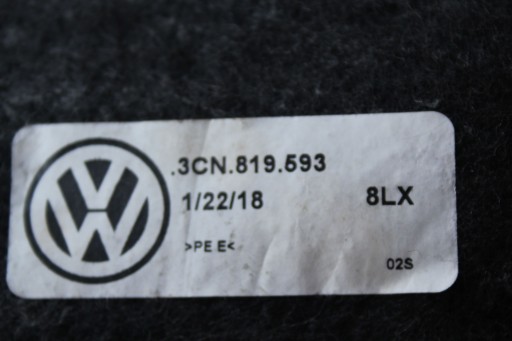 .3CN.819.593
1/22/18 8LX
>PE E<
02S